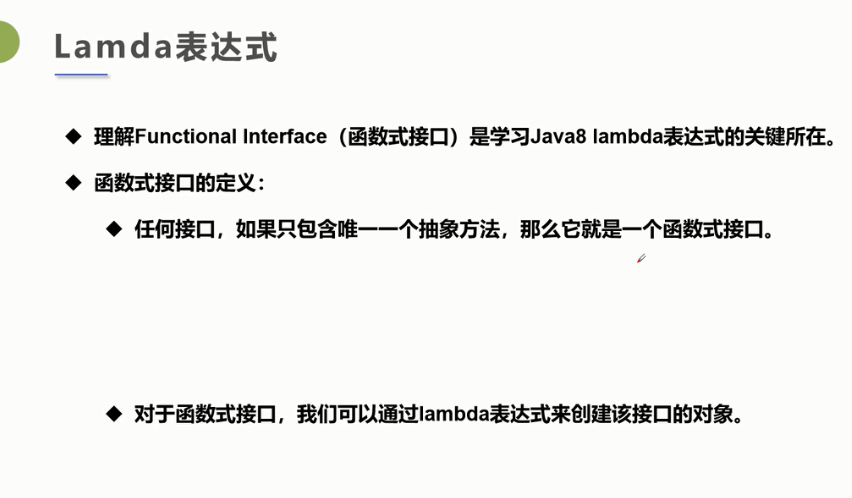 Lamda表达式
◆ 理解Functional Interface（函数式接口）是学习Java8 lambda表达式的关键所在。
◆ 函数式接口的定义：
◆ 任何接口，如果只包含唯一一个抽象方法，那么它就是一个函数式接口。
◆ 对于函数式接口，我们可以通过lambda表达式来创建该接口的对象。